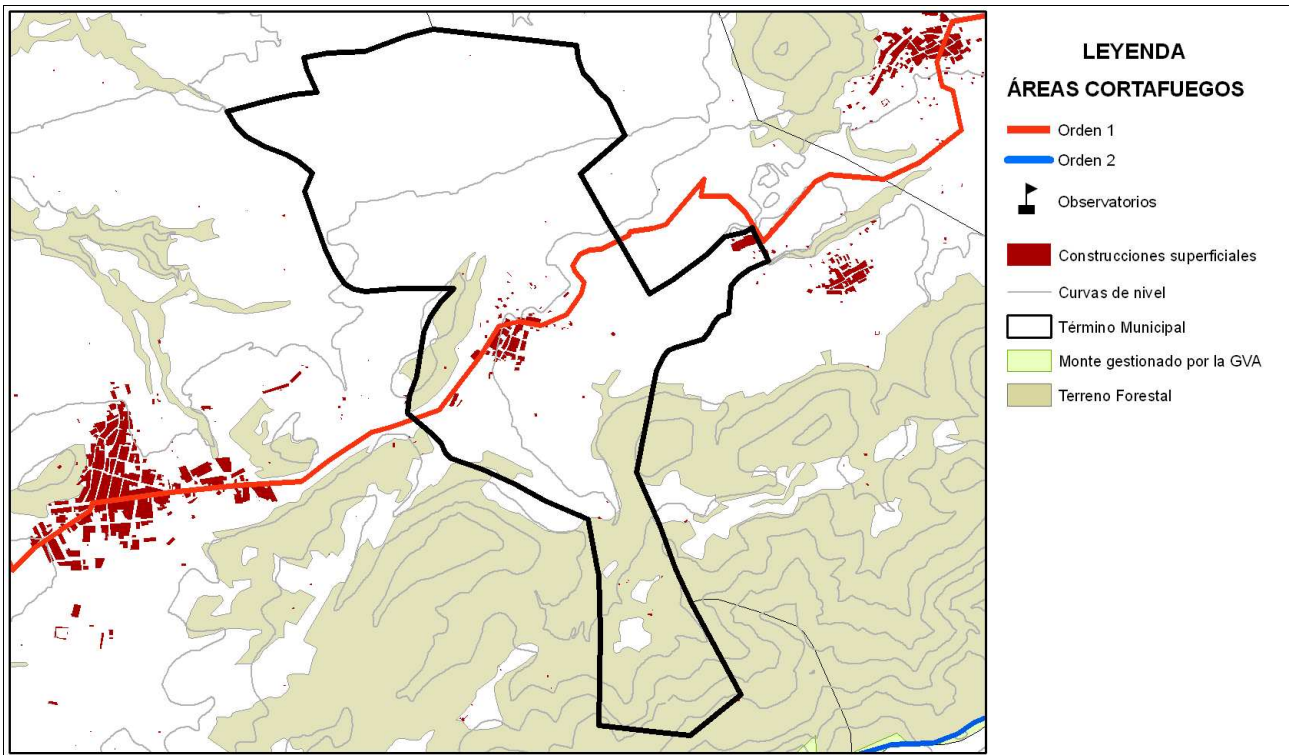 LEYENDA
ÁREAS CORTAFUEGOS
Orden 1
Orden 2
Observatorios
Construcciones superficiales
Curvas de nivel
Término Municipal
Monte gestionado por la GVA
Terreno Forestal